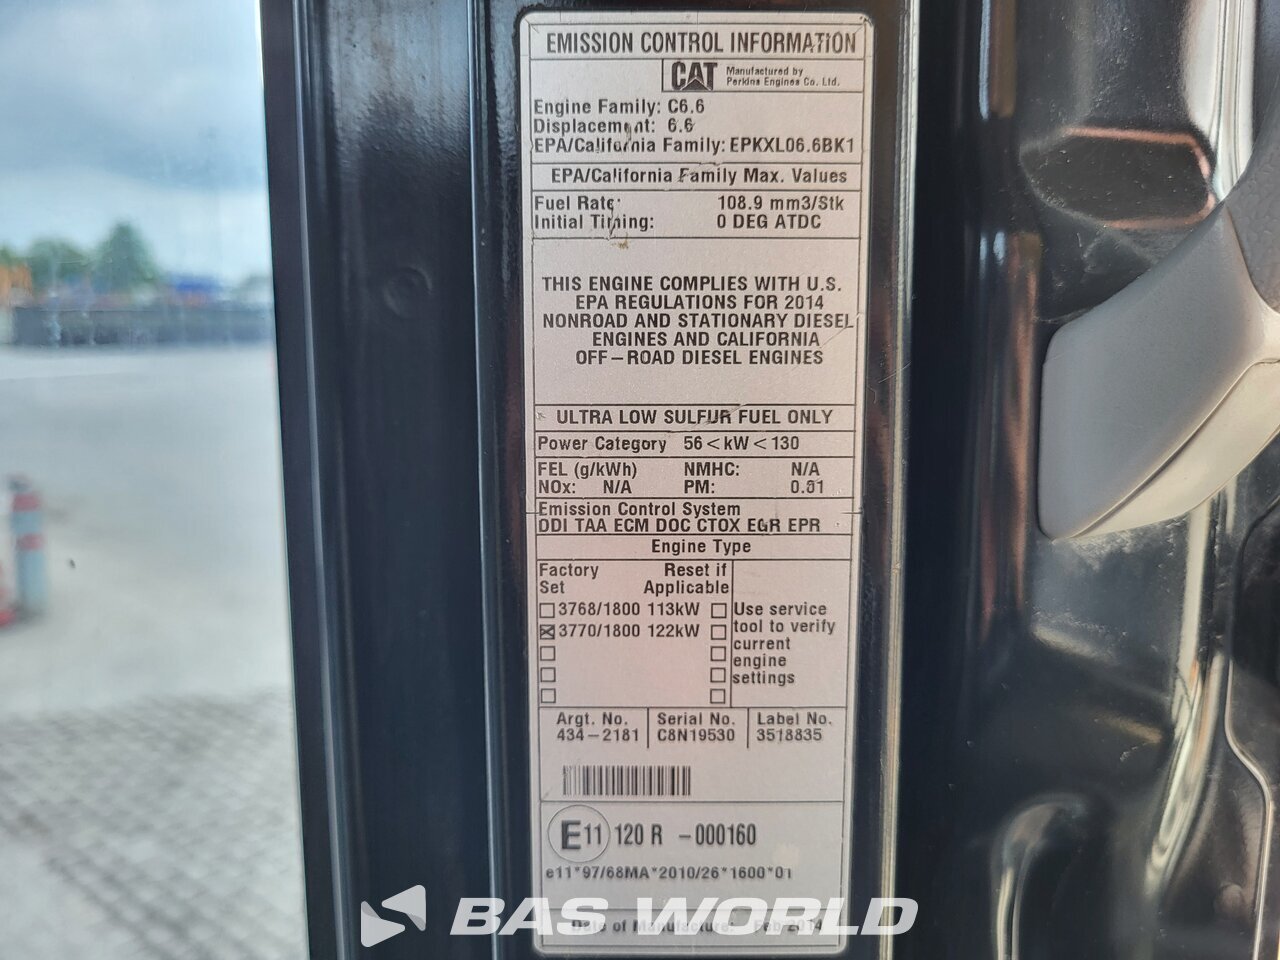 EMISSION CONTROL INFORMATION
CAT Manufactured by
Perkins Engines Co. Ltd.
Engine Family: C6.6
Displacement: 6.6
EPA/California Family: EPKXL06.6BK1
EPA/California Family Max. Values
Fuel Rate: 108.9 mm3/Stk
Initial Timing: 0 DEG ATDC
THIS ENGINE COMPLIES WITH U.S.
EPA REGULATIONS FOR 2014
NONROAD AND STATIONARY DIESEL
ENGINES AND CALIFORNIA
OFF-ROAD DIESEL ENGINES
ULTRA LOW SULFUR FUEL ONLY
Power Category 56<kW<130
FEL (g/kWh) NMHC: N/A
NOx: N/A PM: 0.01
Emission Control System
DDI TAA ECM DOC CTOX EGR EPR
Engine Type
Factory Reset if
Set Applicable
3768/1800 113kW
3770/1800 122kW
Use service
tool to verify
current
engine
settings
Argt. No. Serial No. Label No.
434-2181 C8N19530 3518835
E11 120 R -000160
e11*97/68MA*2010/26*1600*01
BAS WORLD
Date of Manufacture: Feb 2014